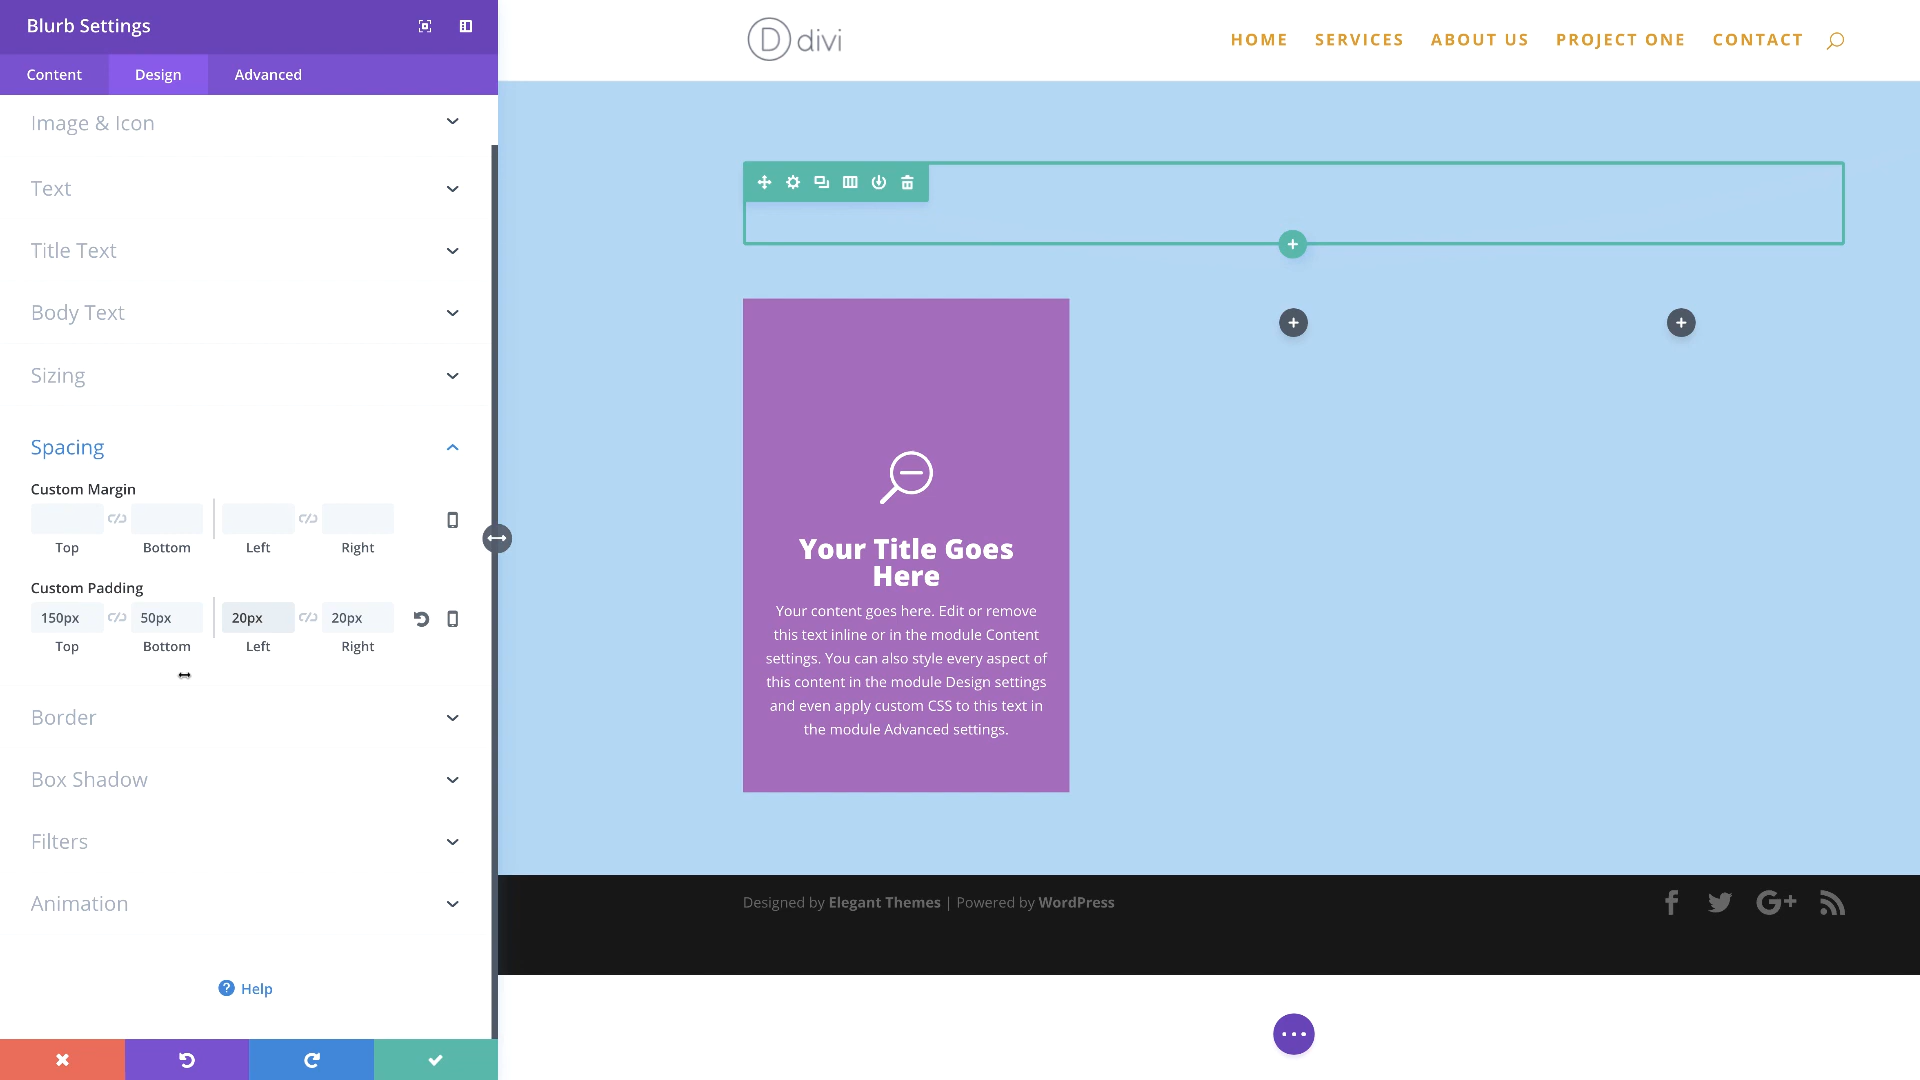 Blurb Settings
Content
Design
Advanced
Image & Icon
Text
Title Text
Body Text
Sizing
Spacing
Custom Margin
Top
Bottom
Left
Right
Custom Padding
150px
50px
20px
20px
Top
Bottom
Left
Right
Border
Box Shadow
Filters
Animation
? Help
D divi
HOME
SERVICES
ABOUT US
PROJECT ONE
CONTACT
Your Title Goes
Here
Your content goes here. Edit or remove
this text inline or in the module Content
settings. You can also style every aspect of
this content in the module Design settings
and even apply custom CSS to this text in
the module Advanced settings.
Designed by Elegant Themes | Powered by WordPress